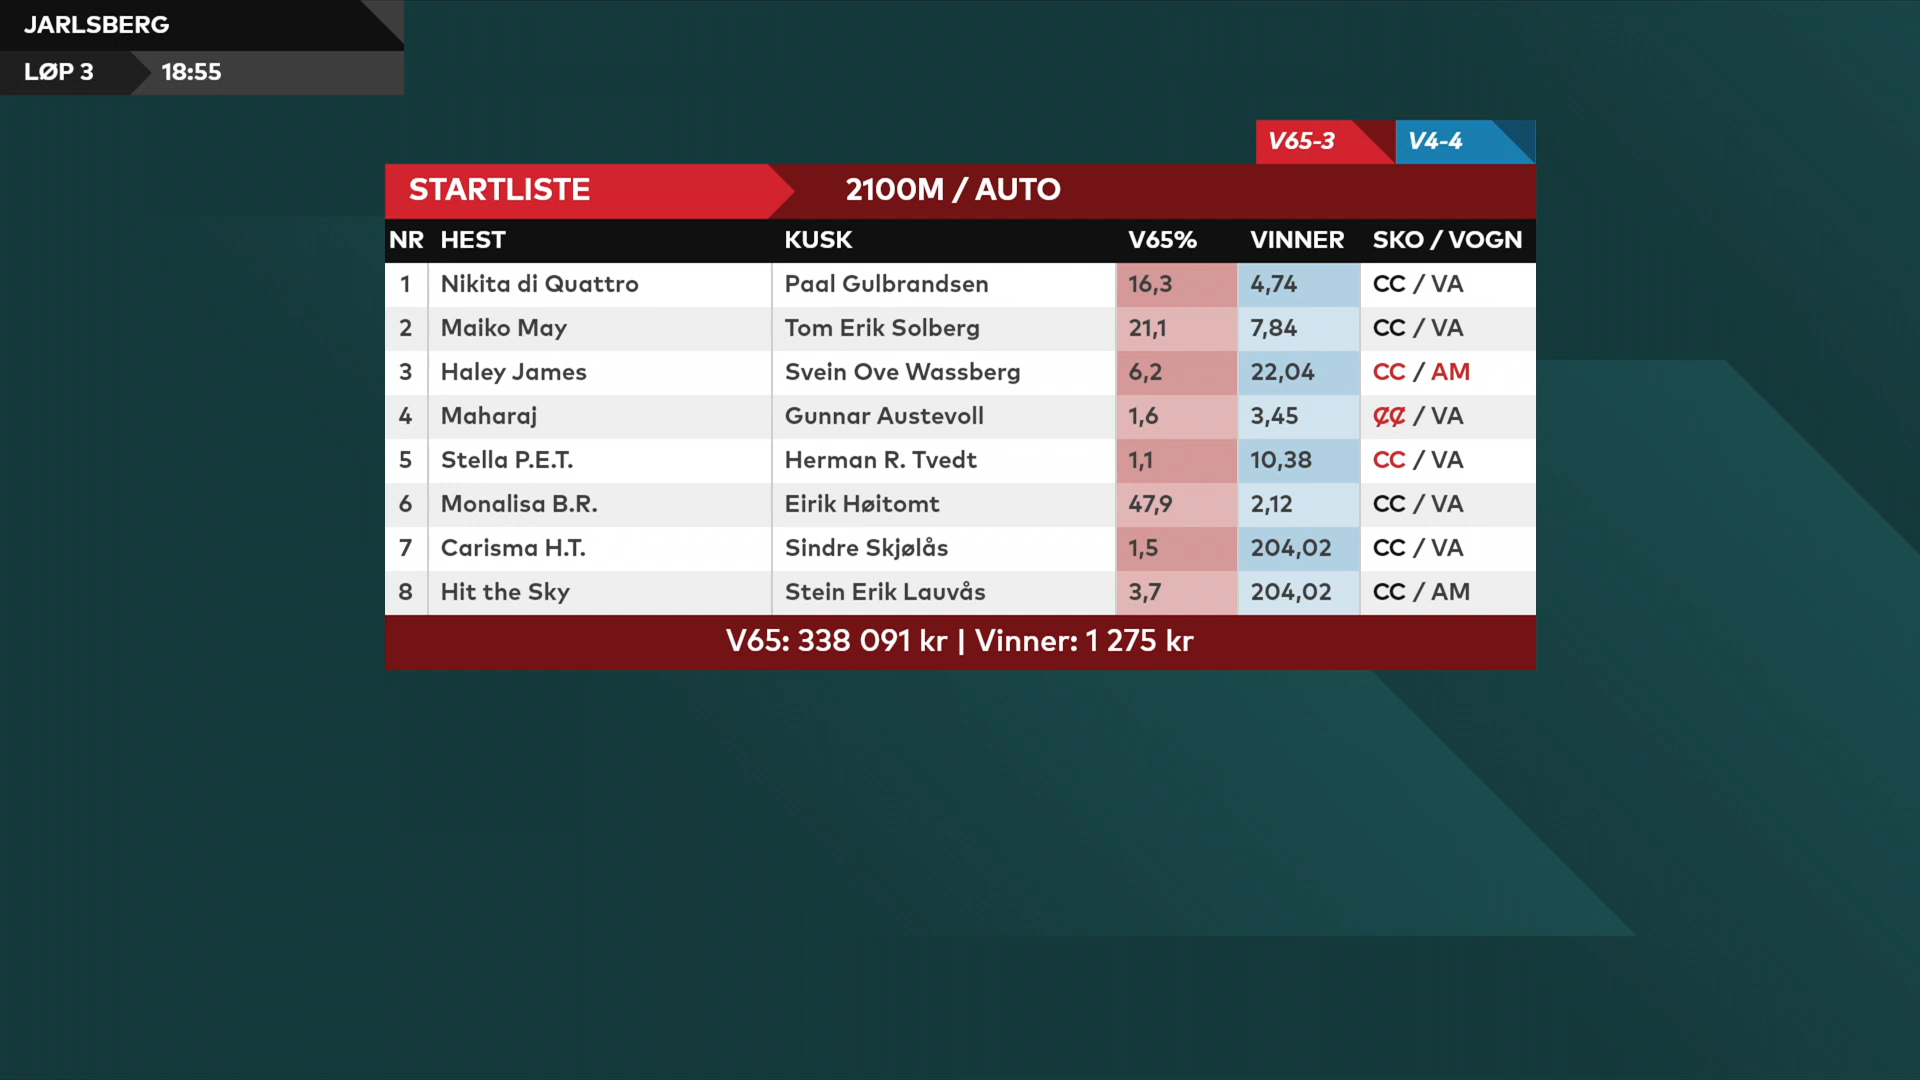 JARLSBERG
LØP 3 18:55
V65-3 V4-4
STARTLISTE 2100M / AUTO
NR HEST KUSK V65% VINNER SKO / VOGN
1 Nikita di Quattro Paal Gulbrandsen 16,3 4,74 CC / VA
2 Maiko May Tom Erik Solberg 21,1 7,84 CC / VA
3 Haley James Svein Ove Wassberg 6,2 22,04 CC / AM
4 Maharaj Gunnar Austevoll 1,6 3,45 ȻȻ / VA
5 Stella P.E.T. Herman R. Tvedt 1,1 10,38 CC / VA
6 Monalisa B.R. Eirik Høitomt 47,9 2,12 CC / VA
7 Carisma H.T. Sindre Skjølås 1,5 204,02 CC / VA
8 Hit the Sky Stein Erik Lauvås 3,7 204,02 CC / AM
V65: 338 091 kr | Vinner: 1 275 kr